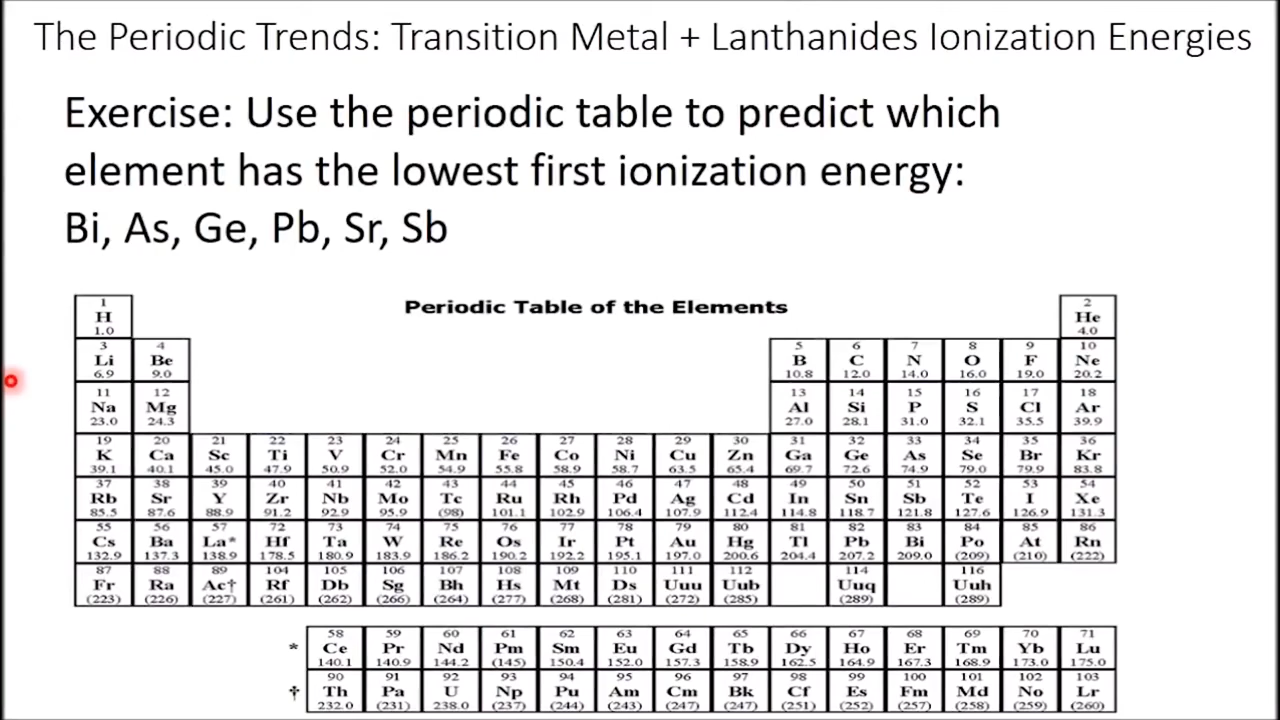 The Periodic Trends: Transition Metal + Lanthanides Ionization Energies
Exercise: Use the periodic table to predict which
element has the lowest first ionization energy:
Bi, As, Ge, Pb, Sr, Sb
Periodic Table of the Elements
1 2
H He
1.0 4.0
3 4 5 6 7 8 9 10
Li Be B C N O F Ne
6.9 9.0 10.8 12.0 14.0 16.0 19.0 20.2
11 12 13 14 15 16 17 18
Na Mg Al Si P S Cl Ar
23.0 24.3 27.0 28.1 31.0 32.1 35.5 39.9
19 20 21 22 23 24 25 26 27 28 29 30 31 32 33 34 35 36
K Ca Sc Ti V Cr Mn Fe Co Ni Cu Zn Ga Ge As Se Br Kr
39.1 40.1 45.0 47.9 50.9 52.0 54.9 55.8 58.9 58.7 63.5 65.4 69.7 72.6 74.9 79.0 79.9 83.8
37 38 39 40 41 42 43 44 45 46 47 48 49 50 51 52 53 54
Rb Sr Y Zr Nb Mo Tc Ru Rh Pd Ag Cd In Sn Sb Te I Xe
85.5 87.6 88.9 91.2 92.9 95.9 (98) 101.1 102.9 106.4 107.9 112.4 114.8 118.7 121.8 127.6 126.9 131.3
55 56 57 72 73 74 75 76 77 78 79 80 81 82 83 84 85 86
Cs Ba La* Hf Ta W Re Os Ir Pt Au Hg Tl Pb Bi Po At Rn
132.9 137.3 138.9 178.5 180.9 183.9 186.2 190.2 192.2 195.1 197.0 200.6 204.4 207.2 209.0 (209) (210) (222)
87 88 89 104 105 106 107 108 109 110 111 112 114 116
Fr Ra Ac† Rf Db Sg Bh Hs Mt Ds Uuu Uub Uuq Uuh
(223) (226) (227) (261) (262) (266) (264) (277) (268) (281) (272) (285) (289) (289)
58 59 60 61 62 63 64 65 66 67 68 69 70 71
* Ce Pr Nd Pm Sm Eu Gd Tb Dy Ho Er Tm Yb Lu
140.1 140.9 144.2 (145) 150.4 152.0 157.3 158.9 162.5 164.9 167.3 168.9 173.0 175.0
90 91 92 93 94 95 96 97 98 99 100 101 102 103
† Th Pa U Np Pu Am Cm Bk Cf Es Fm Md No Lr
232.0 (231) 238.0 (237) (244) (243) (247) (247) (251) (252) (257) (258) (259) (260)